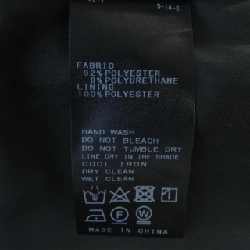 FABRIC
92%POLYESTER
8%POLYURETHANE
LINING
100%POLYESTER
HAND WASH
DO NOT BLEACH
DO NOT TUMBLE DRY
LINE DRY IN THE SHADE
COOL IRON
DRY CLEAN
WET CLEAN
MADE IN CHINA